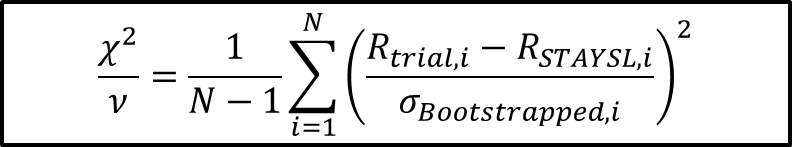 χ²/ν = 1/(N − 1) ∑_{i=1}^{N} ((R_{trial,i} − R_{STAYSL,i})/σ_{Bootstrapped,i})²